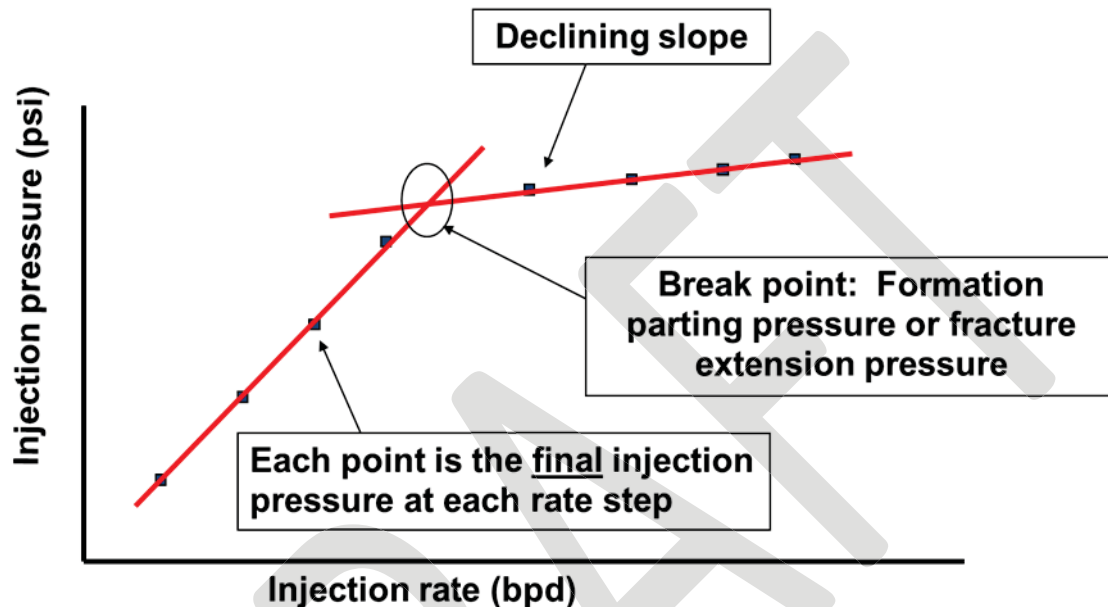 Declining slope
Injection pressure (psi)
Break point:  Formation
parting pressure or fracture
extension pressure
Each point is the final injection
pressure at each rate step
Injection rate (bpd)
DRAFT